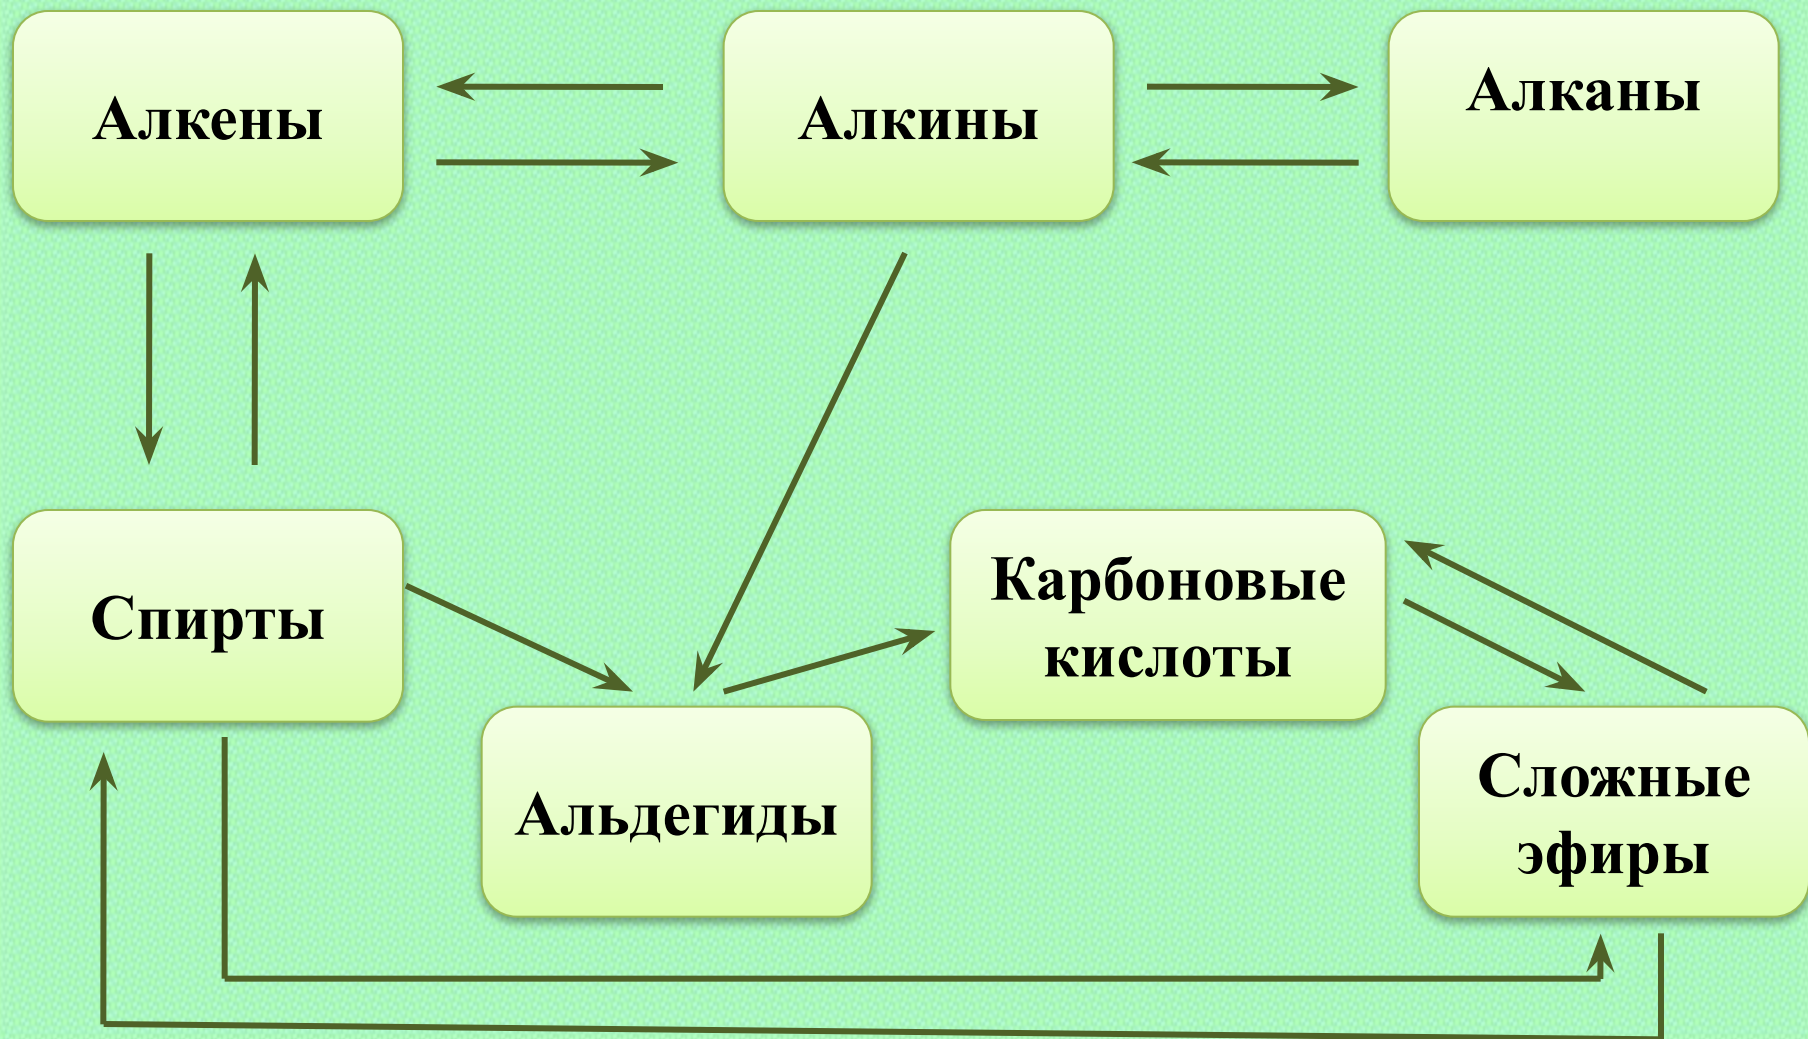 Алкены
Алкины
Алканы
Спирты
Карбоновые
кислоты
Альдегиды
Сложные
эфиры